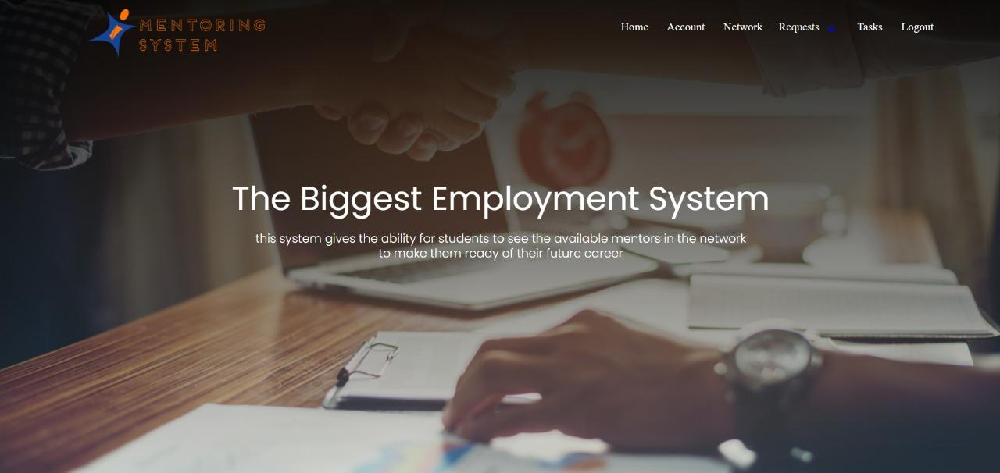 MENTORING
SYSTEM
Home Account Network Requests Tasks Logout
The Biggest Employment System
this system gives the ability for students to see the available mentors in the network
to make them ready of their future career